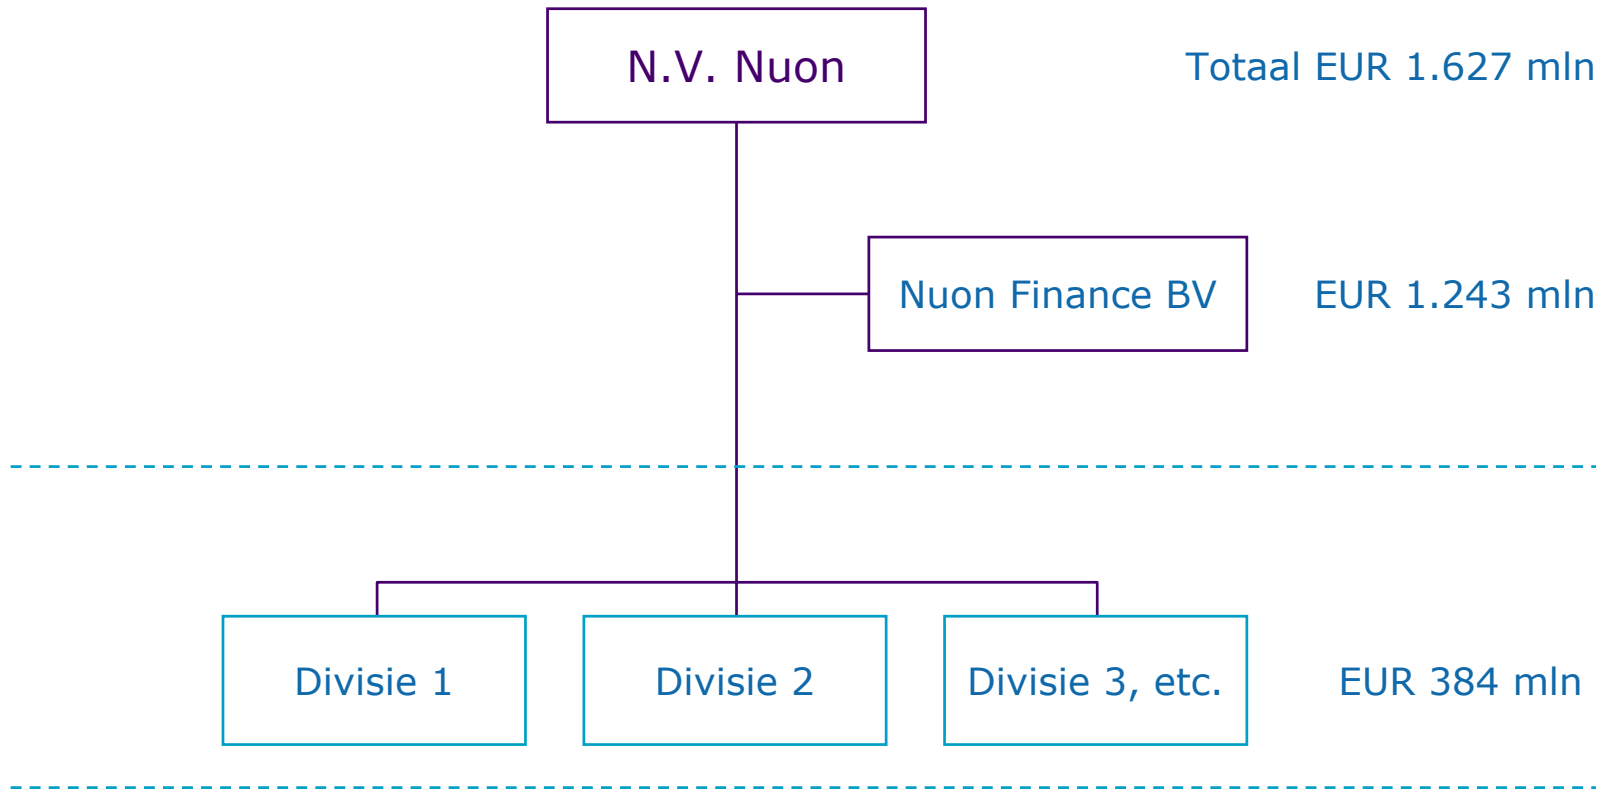 N.V. Nuon
Totaal EUR 1.627 mln
Nuon Finance BV
EUR 1.243 mln
Divisie 1
Divisie 2
Divisie 3, etc.
EUR 384 mln